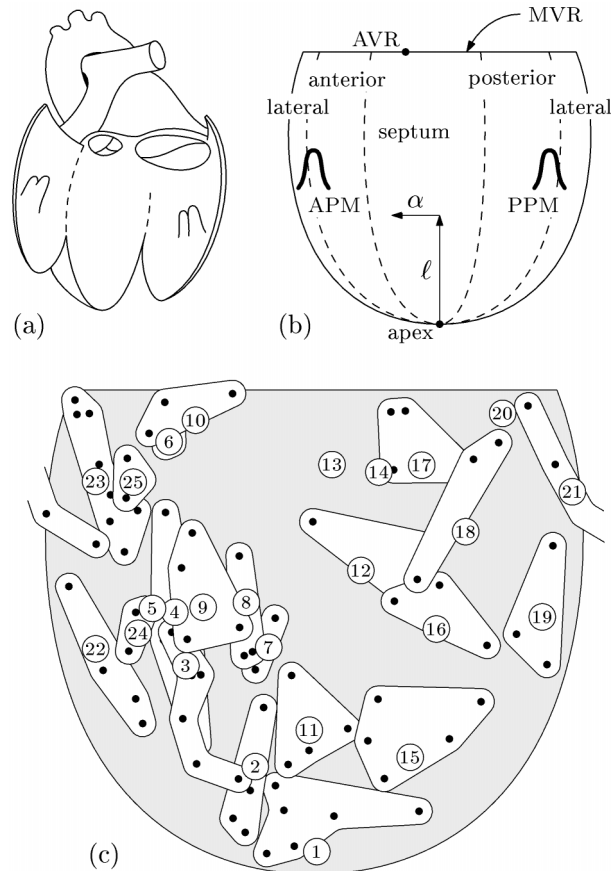 MVR
AVR
anterior
posterior
lateral
lateral
septum
APM
α
PPM
ℓ
(a)
(b)
apex
20
10
6
13
14
17
23
25
21
18
12
5
4
9
8
19
24
16
22
7
3
11
15
2
1
(c)